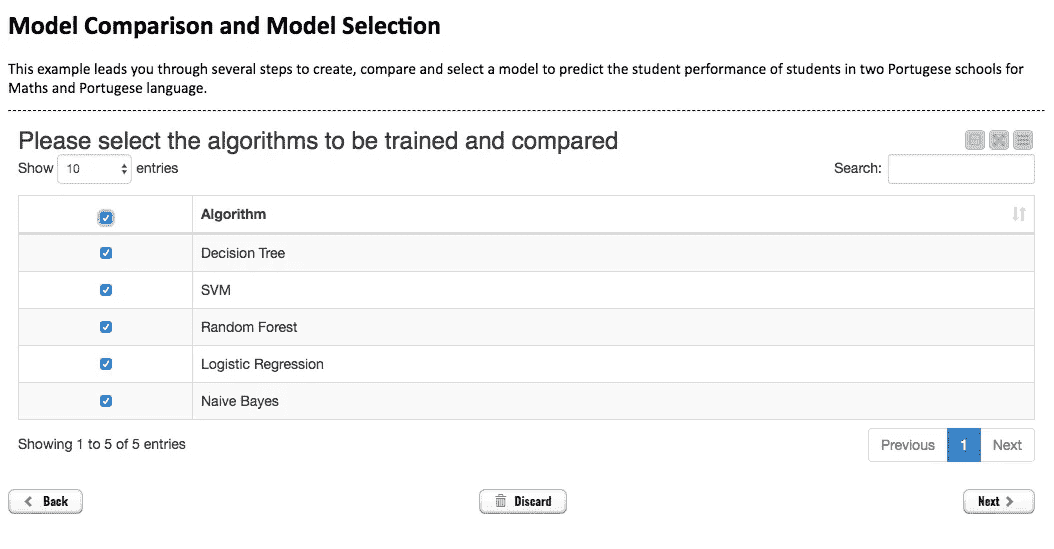 Model Comparison and Model Selection
This example leads you through several steps to create, compare and select a model to predict the student performance of students in two Portugese schools for
Maths and Portugese language.
Please select the algorithms to be trained and compared
Show 10 entries Search:
Algorithm
Decision Tree
SVM
Random Forest
Logistic Regression
Naive Bayes
Showing 1 to 5 of 5 entries Previous 1 Next
Back Discard Next